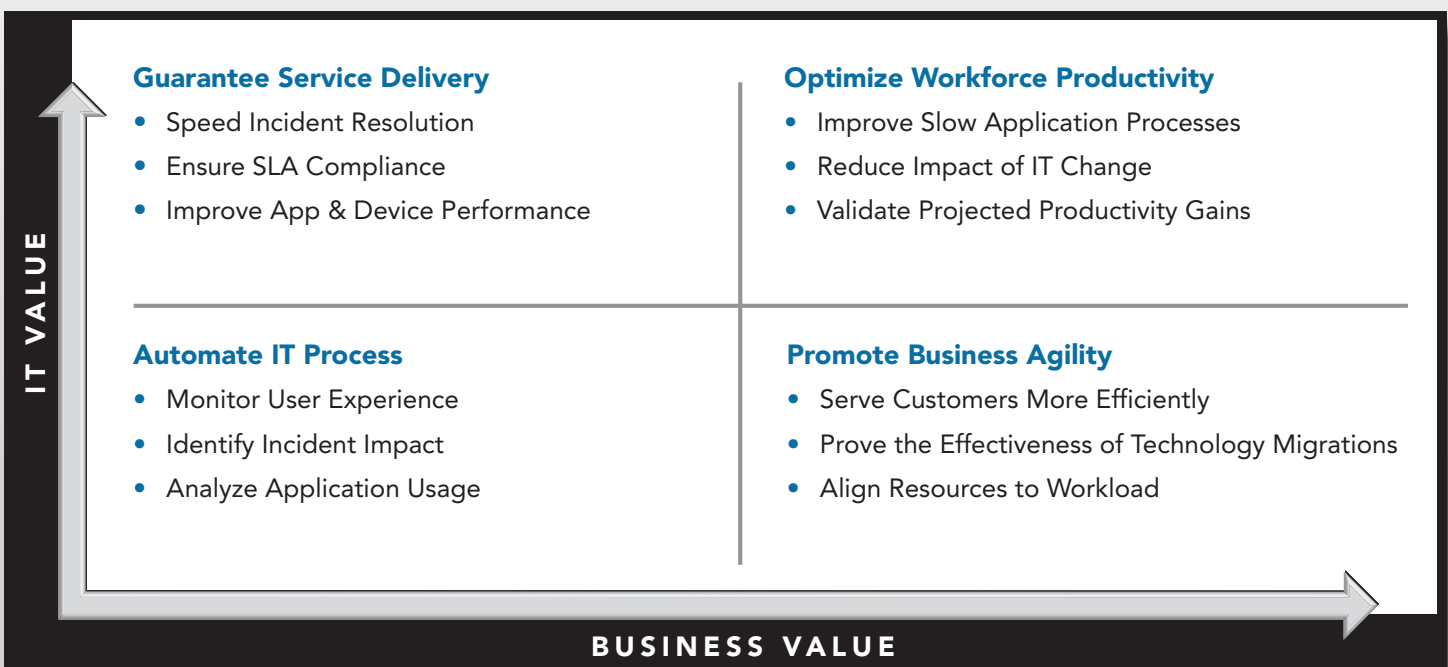 IT VALUE
Guarantee Service Delivery
• Speed Incident Resolution
• Ensure SLA Compliance
• Improve App & Device Performance
Optimize Workforce Productivity
• Improve Slow Application Processes
• Reduce Impact of IT Change
• Validate Projected Productivity Gains
Automate IT Process
• Monitor User Experience
• Identify Incident Impact
• Analyze Application Usage
Promote Business Agility
• Serve Customers More Efficiently
• Prove the Effectiveness of Technology Migrations
• Align Resources to Workload
BUSINESS VALUE